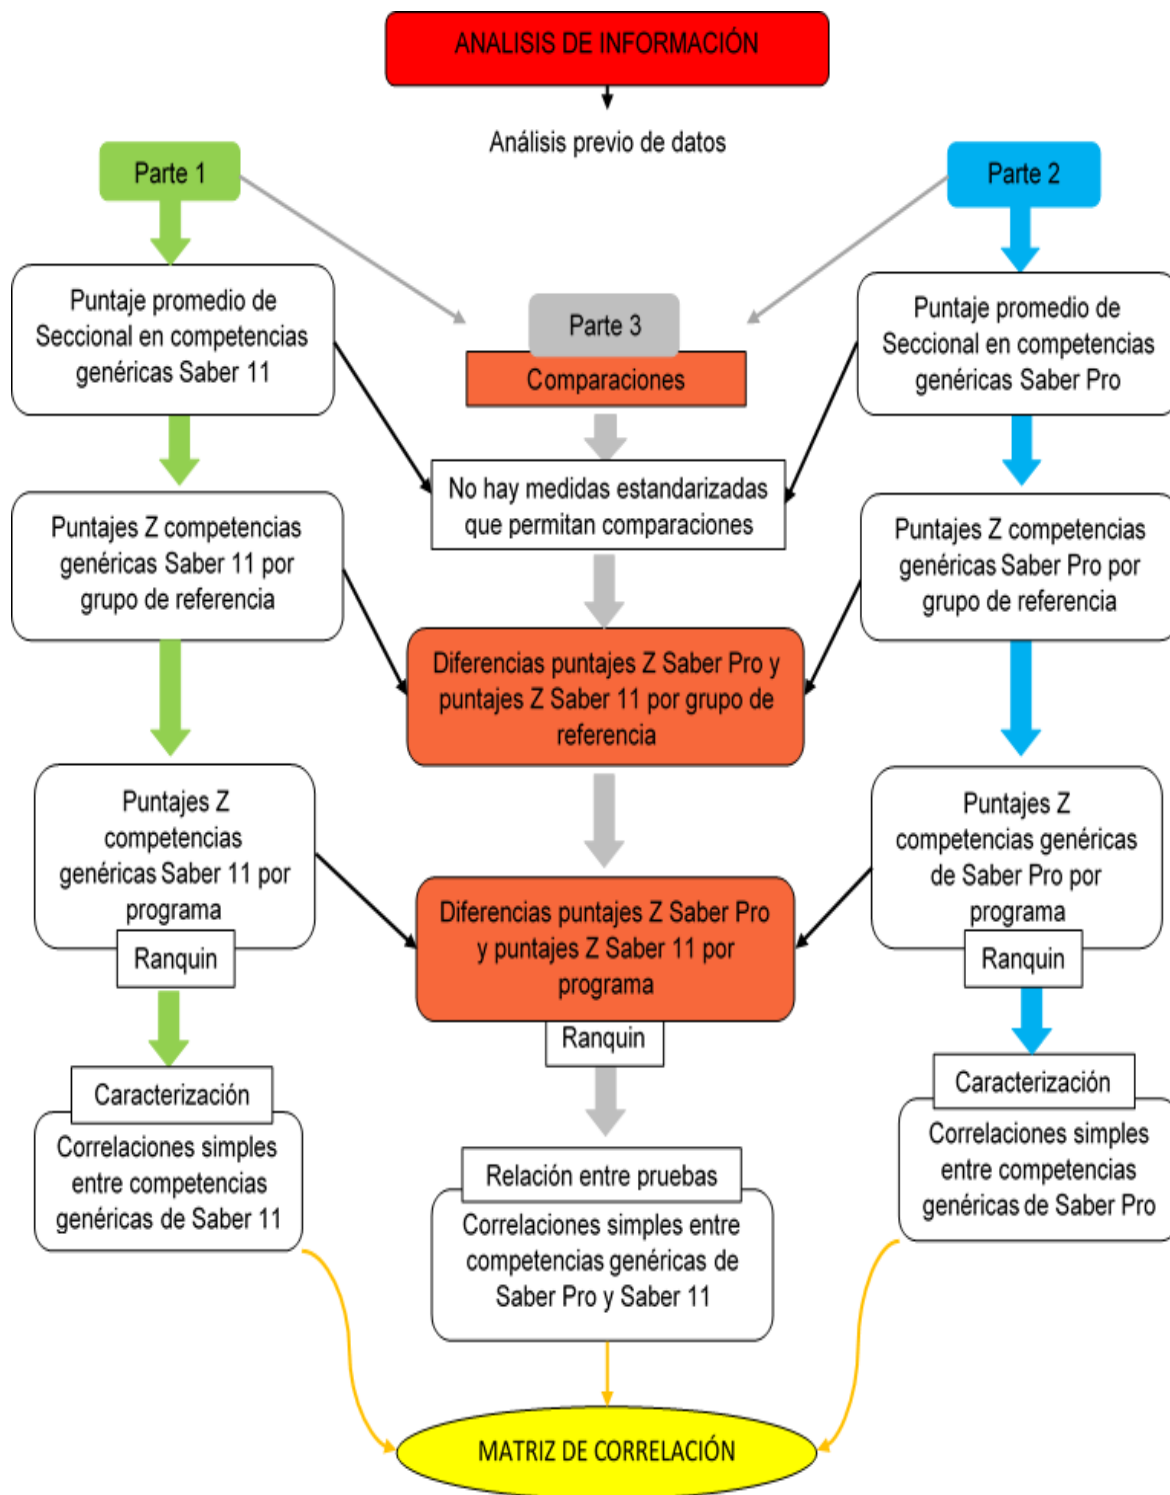 ANALISIS DE INFORMACIÓN
Análisis previo de datos
Parte 1
Puntaje promedio de
Seccional en competencias
genéricas Saber 11
Puntajes Z competencias
genéricas Saber 11 por
grupo de referencia
Puntajes Z
competencias
genéricas Saber 11 por
programa
Ranquin
Caracterización
Correlaciones simples
entre competencias
genéricas de Saber 11
Parte 2
Puntaje promedio de
Seccional en competencias
genéricas Saber Pro
Puntajes Z competencias
genéricas Saber Pro por
grupo de referencia
Puntajes Z
competencias genéricas
de Saber Pro por
programa
Ranquin
Caracterización
Correlaciones simples
entre competencias
genéricas de Saber Pro
Parte 3
Comparaciones
No hay medidas estandarizadas
que permitan comparaciones
Diferencias puntajes Z Saber Pro y
puntajes Z Saber 11 por grupo de
referencia
Diferencias puntajes Z Saber Pro
y puntajes Z Saber 11 por
programa
Ranquin
Relación entre pruebas
Correlaciones simples entre
competencias genéricas de
Saber Pro y Saber 11
MATRIZ DE CORRELACIÓN